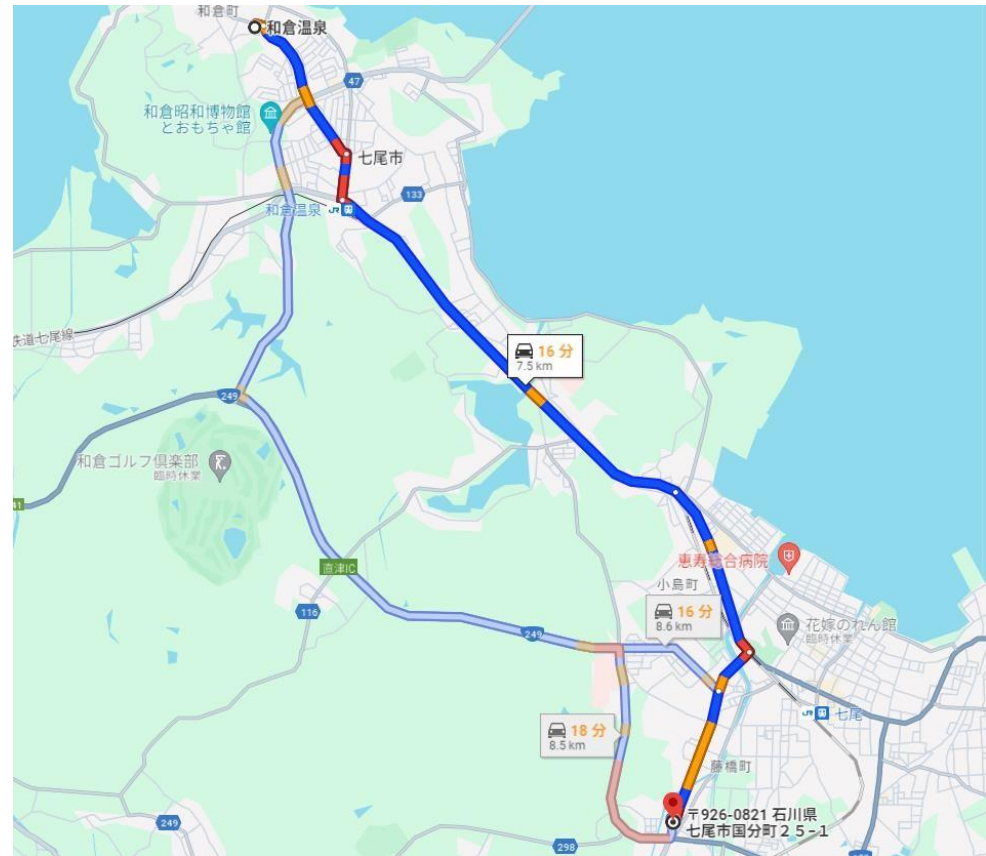 和倉町
和倉温泉
47
和倉昭和博物館
とおもちゃ館
七尾市
133
和倉温泉
JR
鉄道七尾線
16 分
7.5 km
249
和倉ゴルフ倶楽部
臨時休業
41
直津IC
恵寿総合病院
小島町
116
16 分
8.6 km
花嫁のれん館
臨時休業
249
JR
七尾
18 分
8.5 km
藤橋町
〒926-0821 石川県
七尾市国分町２５−１
249
298